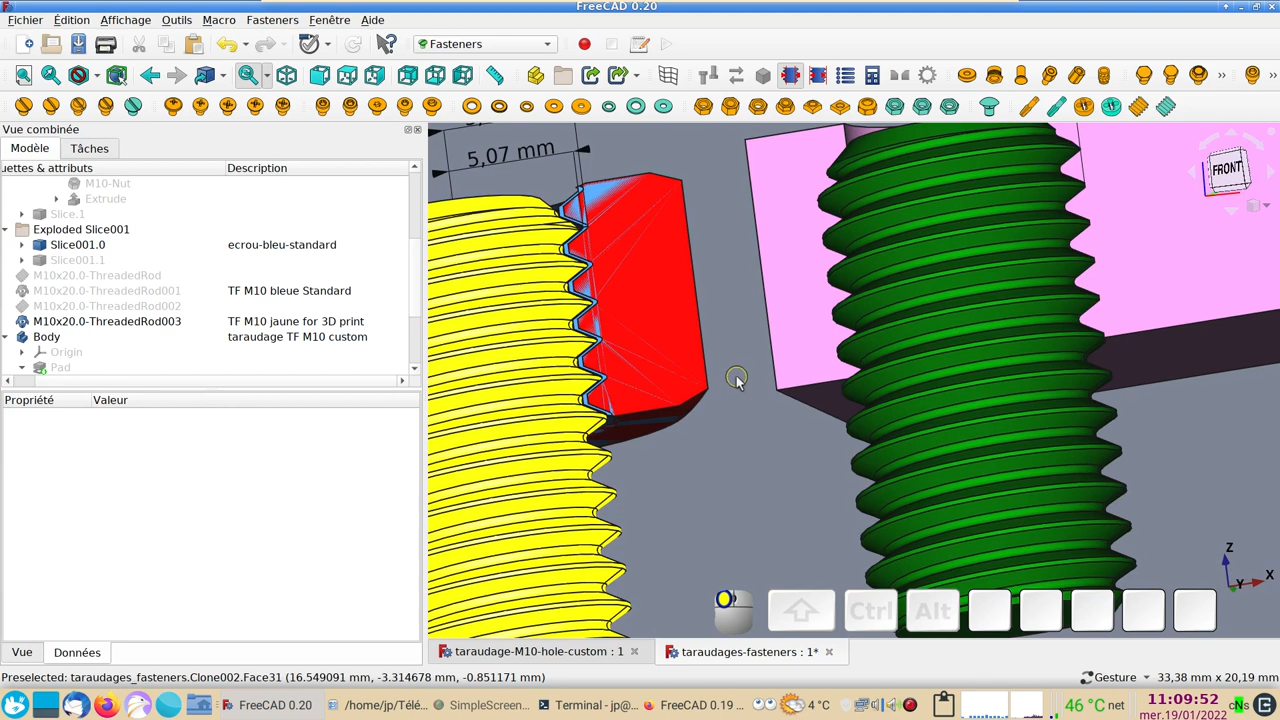 FreeCAD 0.20
Fichier Édition Affichage Outils Macro Fasteners Fenêtre Aide
Fasteners
Vue combinée
Modèle Tâches
uettes & attributs Description
M10-Nut
Extrude
Slice.1
Exploded Slice001
Slice001.0 ecrou-bleu-standard
Slice001.1
M10x20.0-ThreadedRod
M10x20.0-ThreadedRod001 TF M10 bleue Standard
M10x20.0-ThreadedRod002
M10x20.0-ThreadedRod003 TF M10 jaune for 3D print
Body taraudage TF M10 custom
Origin
Pad
Propriété Valeur
5,07 mm
FRONT
Z
X
Y
Ctrl Alt
Vue Données
taraudage-M10-hole-custom : 1 taraudages-fasteners : 1*
Preselected: taraudages_fasteners.Clone002.Face31 (16.549091 mm, -3.314678 mm, -0.851171 mm) Gesture 33,38 mm x 20,19 mm
FreeCAD 0.20 /home/jp/Télé... SimpleScreen... Terminal - jp@... FreeCAD 0.19 ... 4 °C 46 °C net 11:09:52 cNs
mer.19/01/2022